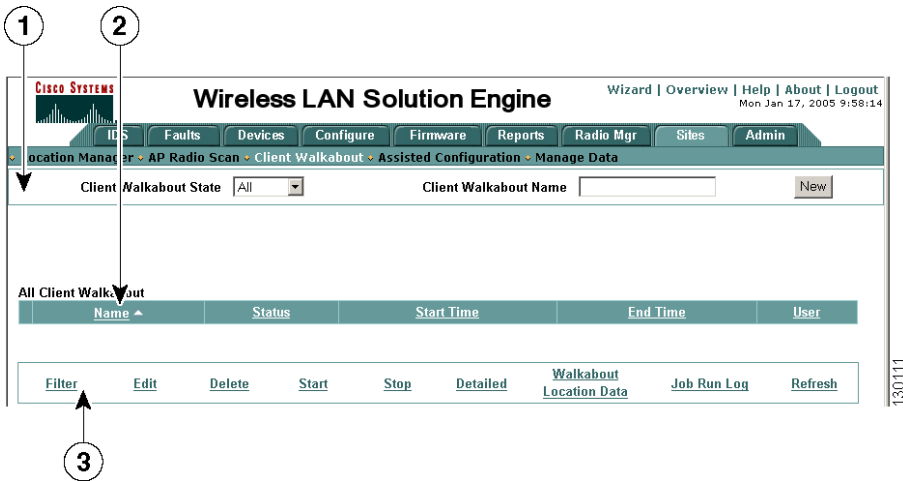 1 2
CISCO SYSTEMS
Wireless LAN Solution Engine
Wizard | Overview | Help | About | Logout
Mon Jan 17, 2005 9:58:14
IDS Faults Devices Configure Firmware Reports Radio Mgr Sites Admin
Location Manager AP Radio Scan Client Walkabout Assisted Configuration Manage Data
Client Walkabout State All Client Walkabout Name New
All Client Walkabout
Name Status Start Time End Time User
Filter Edit Delete Start Stop Detailed Walkabout Location Data Job Run Log Refresh
130111
3